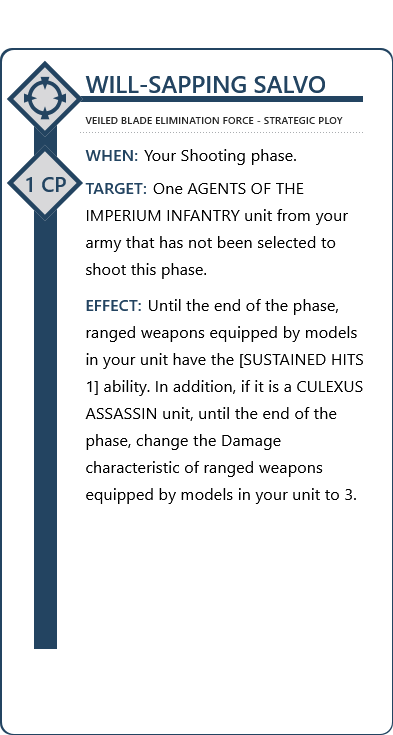 WILL-SAPPING SALVO
VEILED BLADE ELIMINATION FORCE - STRATEGIC PLOY
1 CP
WHEN: Your Shooting phase.
TARGET: One AGENTS OF THE
IMPERIUM INFANTRY unit from your
army that has not been selected to
shoot this phase.
EFFECT: Until the end of the phase,
ranged weapons equipped by models
in your unit have the [SUSTAINED HITS
1] ability. In addition, if it is a CULEXUS
ASSASSIN unit, until the end of the
phase, change the Damage
characteristic of ranged weapons
equipped by models in your unit to 3.